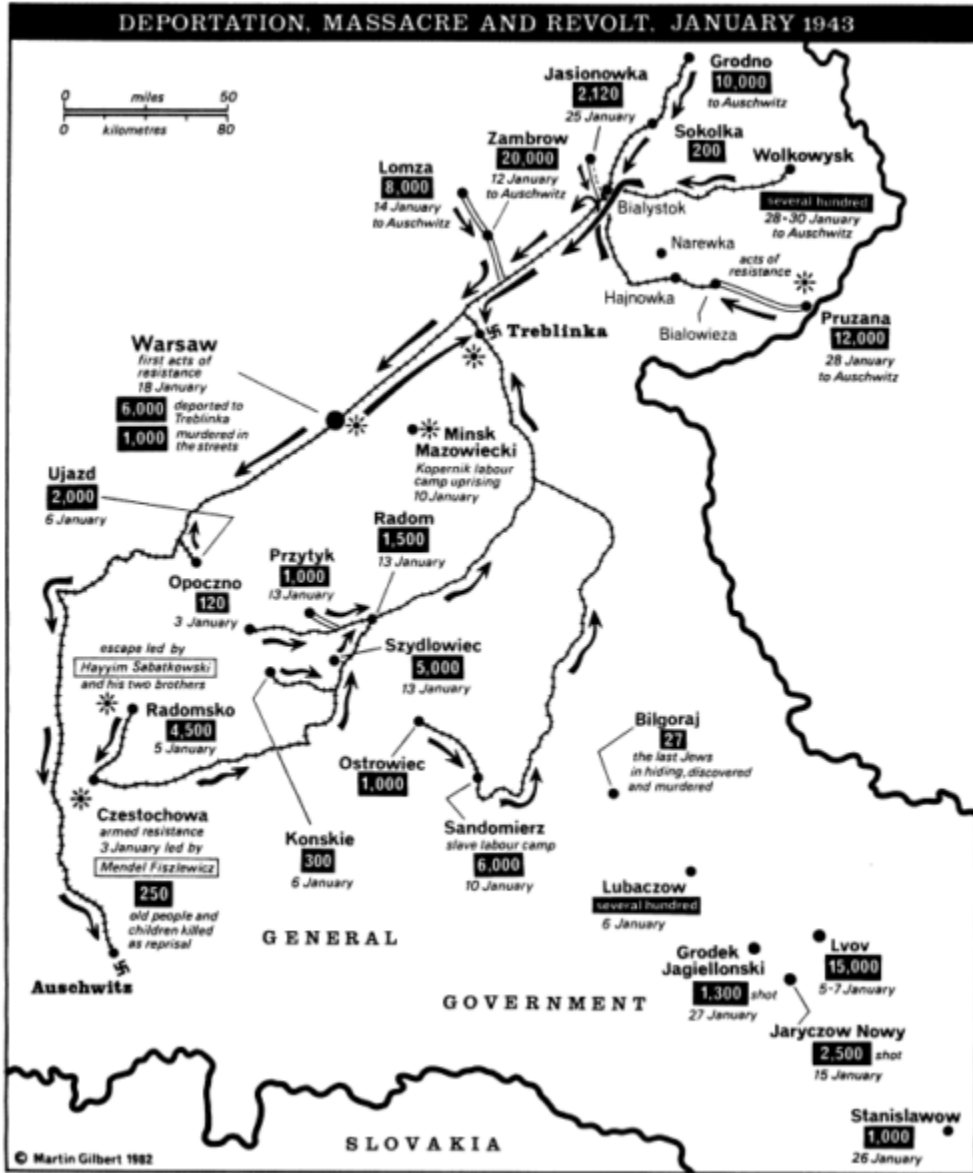 DEPORTATION, MASSACRE AND REVOLT, JANUARY 1943
0 miles 50
0 kilometres 80
Grodno
10,000
to Auschwitz
Jasionowka
2,120
25 January
Sokolka
200
Zambrow
20,000
12 January
to Auschwitz
Lomza
8,000
14 January
to Auschwitz
Wolkowysk
several hundred
28-30 January
to Auschwitz
Bialystok
Narewka
acts of
resistance
Hajnowka
Bialowieza
Pruzana
12,000
28 January
to Auschwitz
Treblinka
Warsaw
first acts of
resistance
18 January
6,000 deported to
Treblinka
1,000 murdered in
the streets
Minsk
Mazowiecki
Kopernik labour
camp uprising
10 January
Ujazd
2,000
6 January
Radom
1,500
13 January
Przytyk
1,000
13 January
Opoczno
120
3 January
Szydlowiec
5,000
13 January
escape led by
Hayyim Sabatkowski
and his two brothers
Radomsko
4,500
5 January
Ostrowiec
1,000
Bilgoraj
27
the last Jews
in hiding, discovered
and murdered
Czestochowa
armed resistance
3 January led by
Mendel Fiszlewicz
250
old people and
children killed
as reprisal
Konskie
300
6 January
Sandomierz
slave labour camp
6,000
10 January
Lubaczow
several hundred
6 January
Auschwitz
GENERAL
GOVERNMENT
Grodek
Jagiellonski
1,300 shot
27 January
Lvov
15,000
5-7 January
Jaryczow Nowy
2,500 shot
15 January
Stanislawow
1,000
26 January
SLOVAKIA
© Martin Gilbert 1982